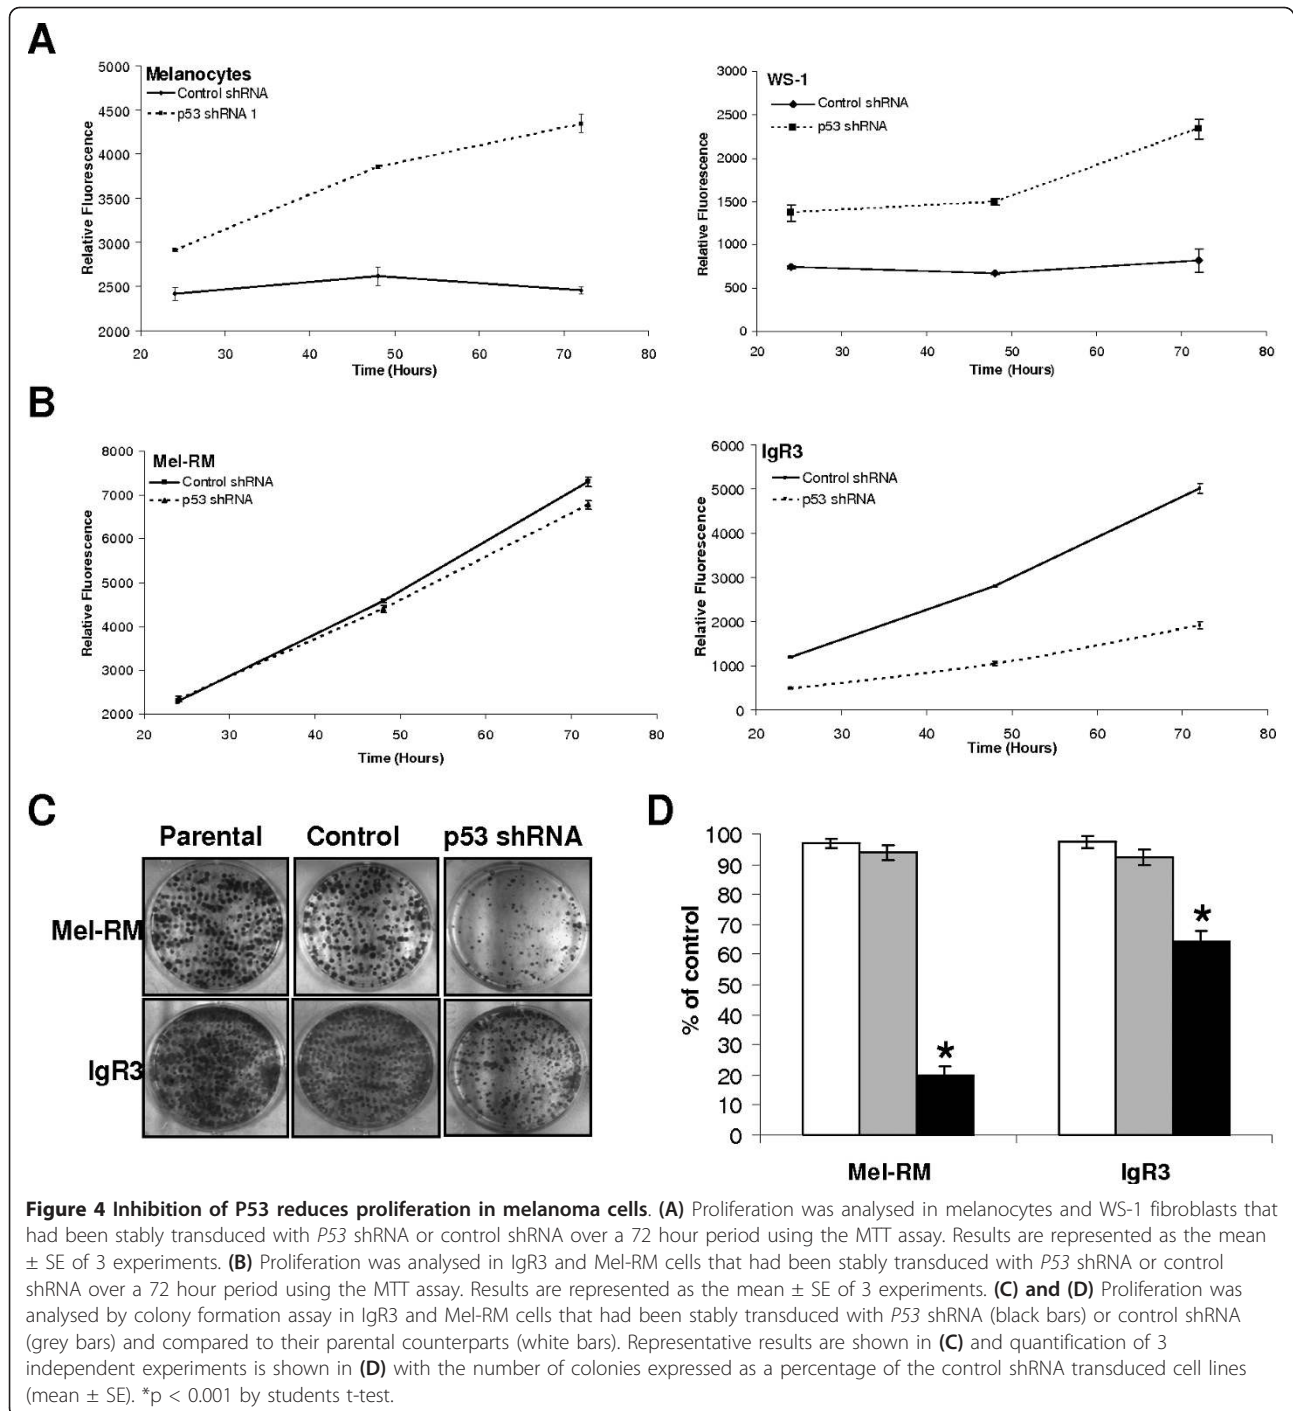 A
Melanocytes
Control shRNA
p53 shRNA 1
Relative Fluorescence
5000
4500
4000
3500
3000
2500
2000
20 30 40 50 60 70 80
Time (Hours)
WS-1
Control shRNA
p53 shRNA
Relative Fluorescence
3000
2500
2000
1500
1000
500
0
20 30 40 50 60 70 80
Time (Hours)
B
Mel-RM
Control shRNA
p53 shRNA
Relative Fluorescence
8000
7000
6000
5000
4000
3000
2000
20 30 40 50 60 70 80
Time (Hours)
IgR3
Control shRNA
p53 shRNA
Relative Fluorescence
6000
5000
4000
3000
2000
1000
0
20 30 40 50 60 70 80
Time (Hours)
C
Parental Control p53 shRNA
Mel-RM
IgR3
D
% of control
100
90
80
70
60
50
40
30
20
10
0
*
*
Mel-RM IgR3
Figure 4 Inhibition of P53 reduces proliferation in melanoma cells. (A) Proliferation was analysed in melanocytes and WS-1 fibroblasts that
had been stably transduced with P53 shRNA or control shRNA over a 72 hour period using the MTT assay. Results are represented as the mean
± SE of 3 experiments. (B) Proliferation was analysed in IgR3 and Mel-RM cells that had been stably transduced with P53 shRNA or control
shRNA over a 72 hour period using the MTT assay. Results are represented as the mean ± SE of 3 experiments. (C) and (D) Proliferation was
analysed by colony formation assay in IgR3 and Mel-RM cells that had been stably transduced with P53 shRNA (black bars) or control shRNA
(grey bars) and compared to their parental counterparts (white bars). Representative results are shown in (C) and quantification of 3
independent experiments is shown in (D) with the number of colonies expressed as a percentage of the control shRNA transduced cell lines
(mean ± SE). *p < 0.001 by students t-test.